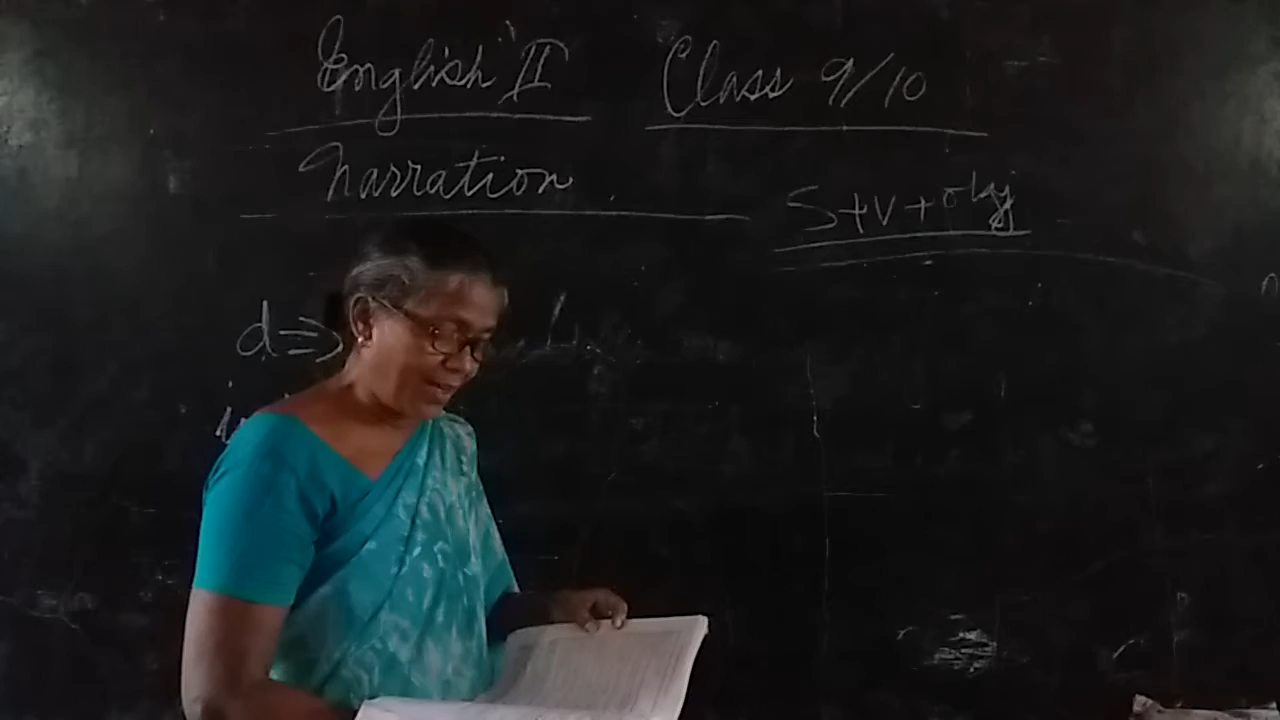 English II Class 9/10
Narration
S+V+obj
d⇒